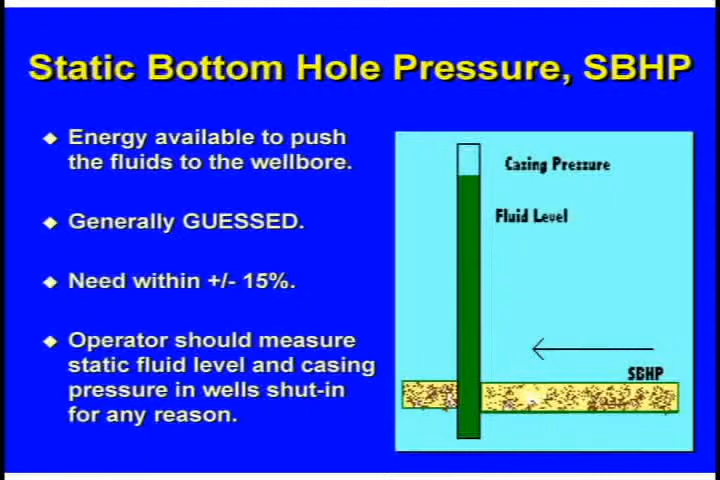 Static Bottom Hole Pressure, SBHP
Energy available to push
the fluids to the wellbore.
Generally GUESSED.
Need within +/- 15%.
Operator should measure
static fluid level and casing
pressure in wells shut-in
for any reason.
Casing Pressure
Fluid Level
SBHP